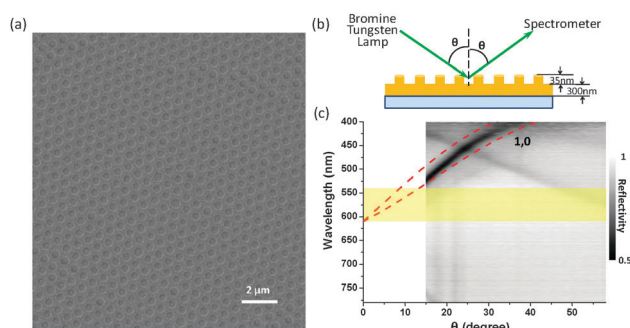 (a)
2 µm
(b)
Bromine
Tungsten
Lamp
Spectrometer
θ θ
35nm
300nm
(c)
1,0
Wavelength (nm)
400
450
500
550
600
650
700
750
0 10 20 30 40 50
θ (degree)
1
Reflectivity
0.5